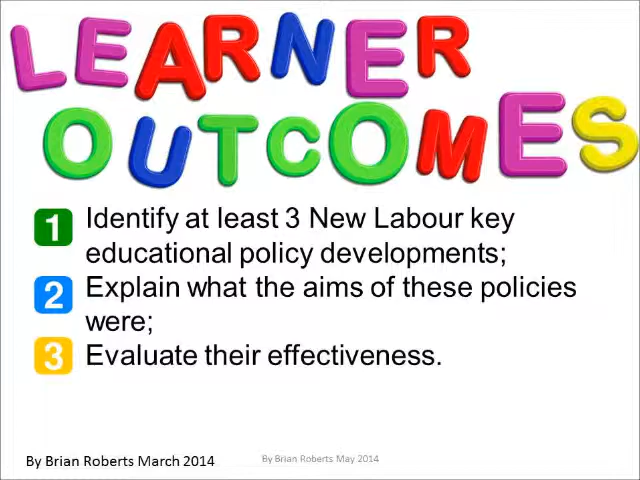 LEARNER
OUTCOMES
1 Identify at least 3 New Labour key
educational policy developments;
2 Explain what the aims of these policies
were;
3 Evaluate their effectiveness.
By Brian Roberts March 2014
By Brian Roberts May 2014